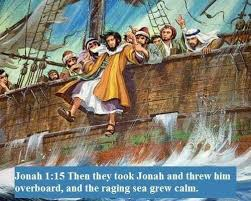 Jonah 1:15 Then they took Jonah and threw him
overboard, and the raging sea grew calm.